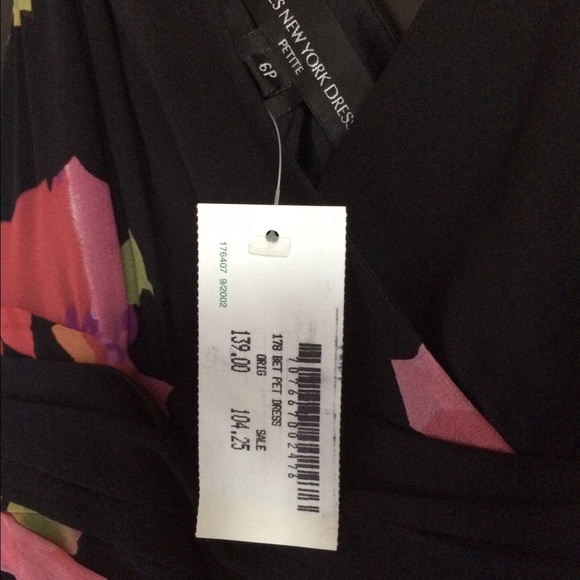 ES NEW YORK DRESS
PETITE
6P
176407 9/2002
707667002476
178 BET PET DRESS
ORIG SALE
139.00 104.25